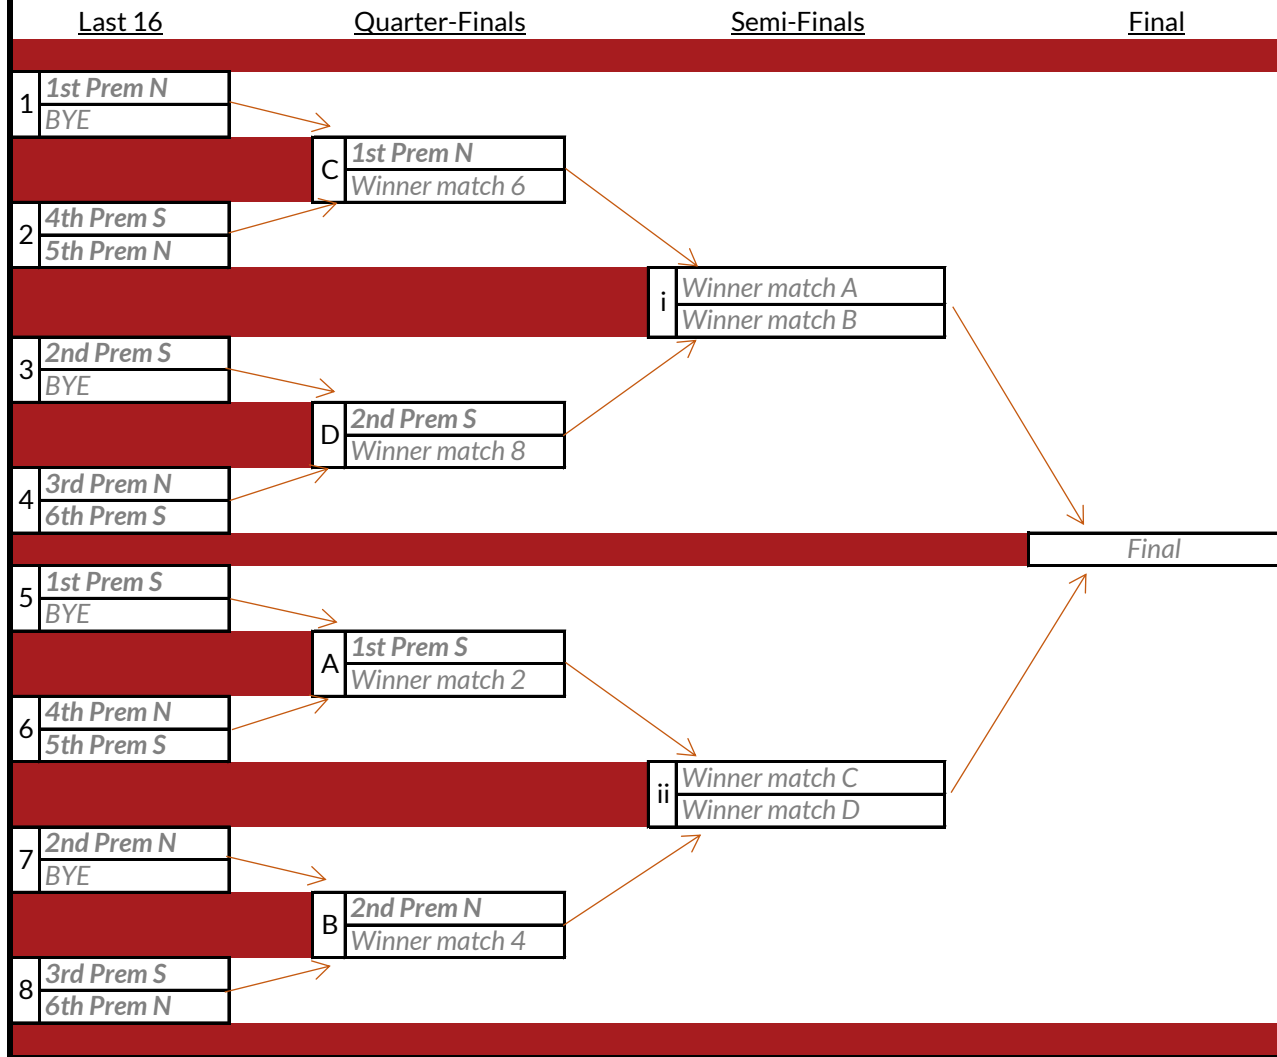 Last 16 Quarter-Finals Semi-Finals Final
1 1st Prem N
BYE
C 1st Prem N
Winner match 6
2 4th Prem S
5th Prem N
i Winner match A
Winner match B
3 2nd Prem S
BYE
D 2nd Prem S
Winner match 8
4 3rd Prem N
6th Prem S
Final
5 1st Prem S
BYE
A 1st Prem S
Winner match 2
6 4th Prem N
5th Prem S
ii Winner match C
Winner match D
7 2nd Prem N
BYE
B 2nd Prem N
Winner match 4
8 3rd Prem S
6th Prem N